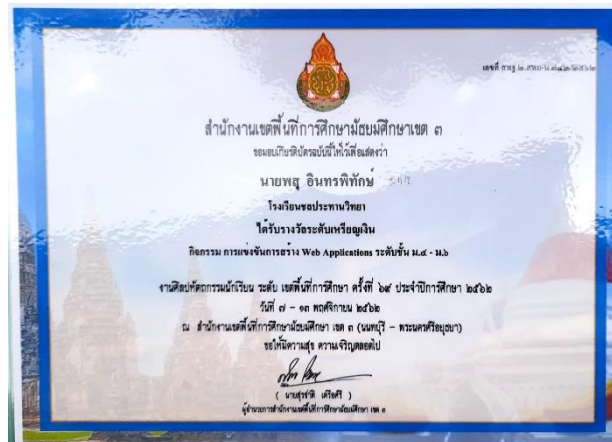 เลขที่
สำนักงานเขตพื้นที่การศึกษามัธยมศึกษาเขต ๓
ขอมอบเกียรติบัตรฉบับนี้ให้ไว้เพื่อแสดงว่า
นายพสุ อินทรพิทักษ์
โรงเรียนชลประทานวิทยา
ได้รับรางวัลระดับเหรียญเงิน
กิจกรรม การแข่งขันการสร้าง Web Applications ระดับชั้น ม.๔ - ม.๖
งานศิลปหัตถกรรมนักเรียน ระดับ เขตพื้นที่การศึกษา ครั้งที่ ๖๙ ประจำปีการศึกษา ๒๕๖๒
วันที่ ๗ - ๑๓ พฤศจิกายน ๒๕๖๒
ณ สำนักงานเขตพื้นที่การศึกษามัธยมศึกษา เขต ๓ (นนทบุรี - พระนครศรีอยุธยา)
ขอให้มีความสุข ความเจริญตลอดไป
( นายสุรชาติ )
ผู้อำนวยการสำนักงานเขตพื้นที่การศึกษามัธยมศึกษา เขต ๓